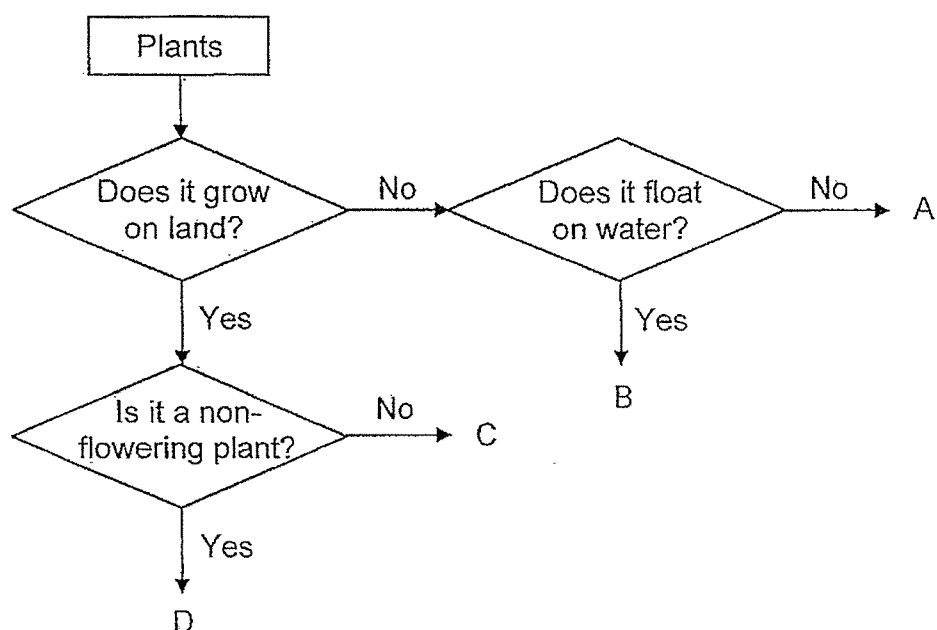 Plants
Does it grow
on land?
No
Does it float
on water?
No
A
Yes
Yes
B
Is it a non-
flowering plant?
No
C
Yes
D